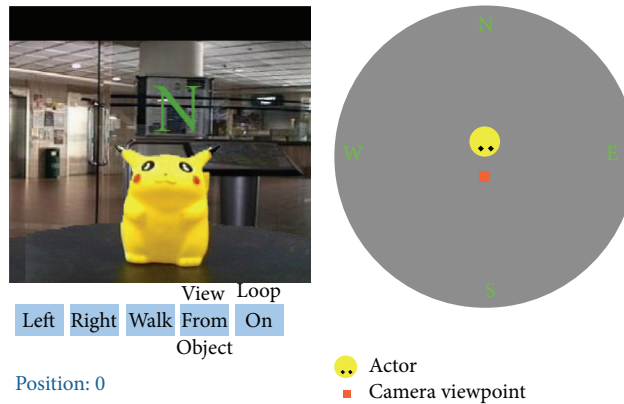 N
N
W
E
S
View
Loop
Left
Right
Walk
From
On
Object
Position: 0
Actor
Camera viewpoint